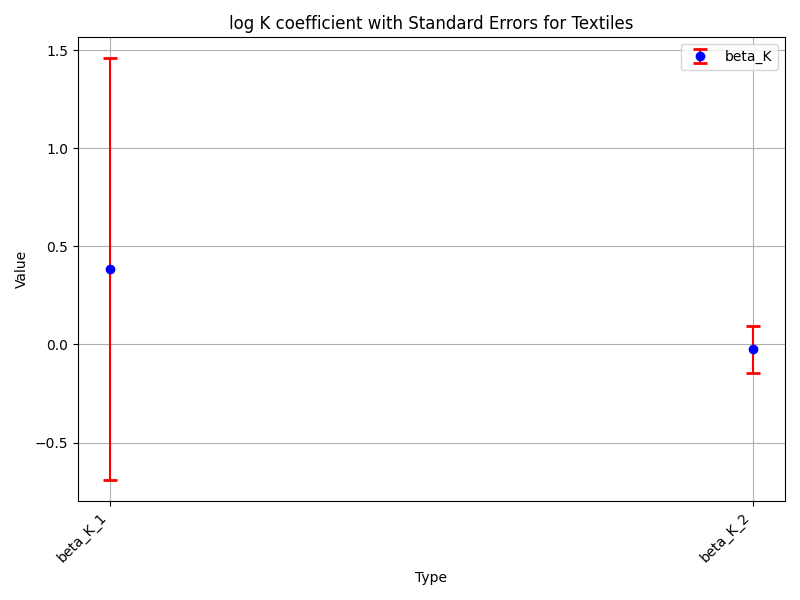 log K coefficient with Standard Errors for Textiles
beta_K
1.5
1.0
0.5
0.0
−0.5
Value
beta_K_1
beta_K_2
Type